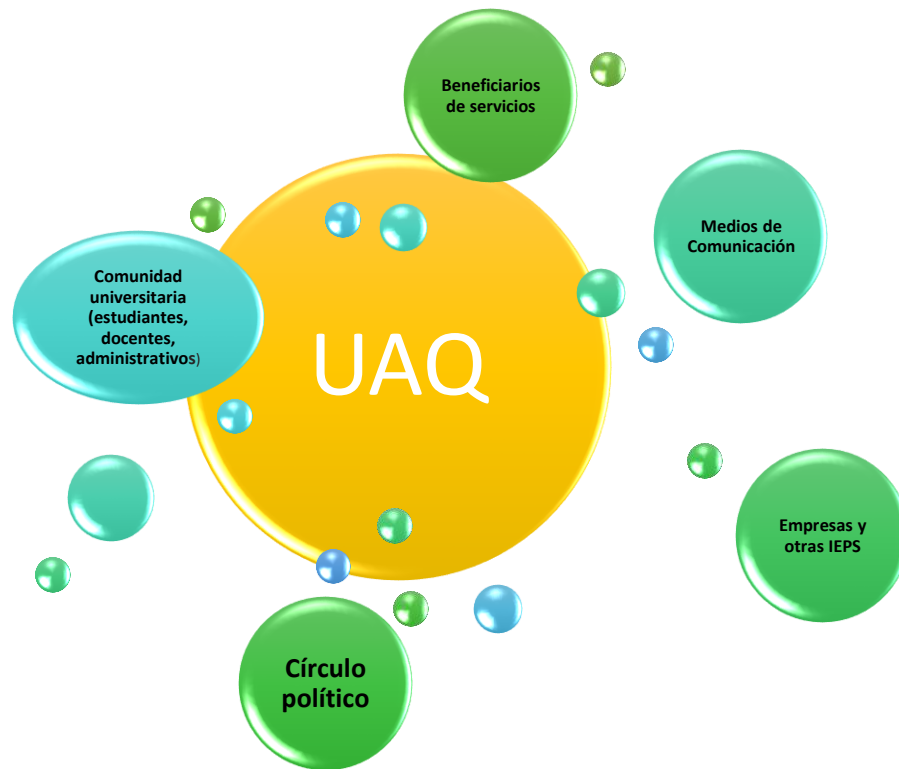 Beneficiarios
de servicios
Medios de
Comunicación
Comunidad
universitaria
(estudiantes,
docentes,
administrativos)
UAQ
Empresas y
otras IEPS
Círculo
político